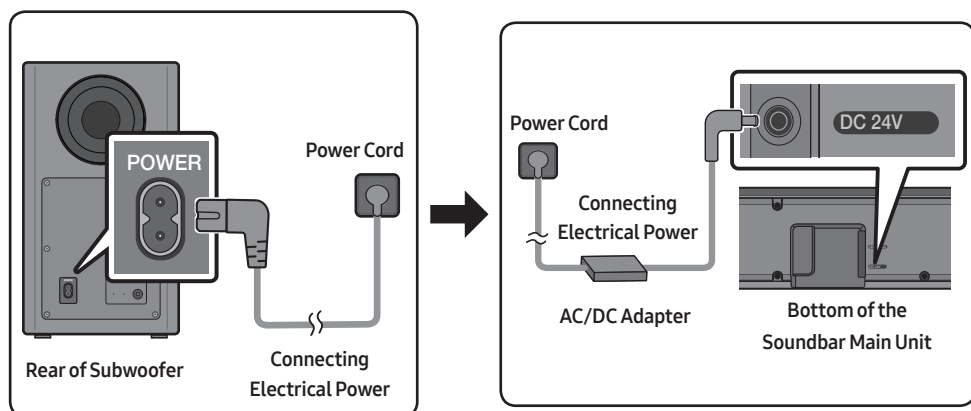 POWER
Power Cord
Rear of Subwoofer
Connecting
Electrical Power
Power Cord
DC 24V
Connecting
Electrical Power
AC/DC Adapter
Bottom of the
Soundbar Main Unit